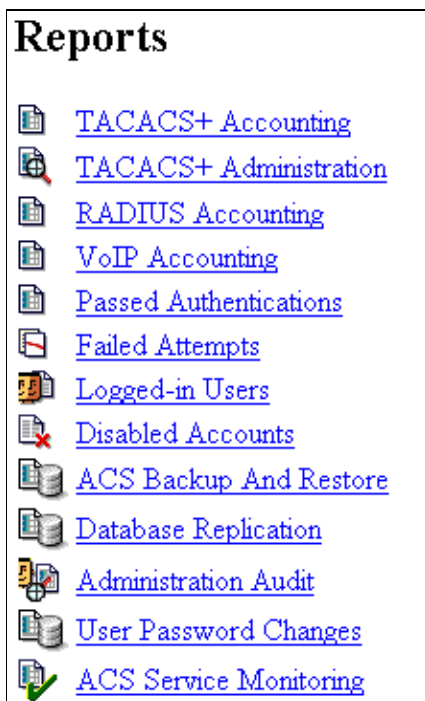 Reports
TACACS+ Accounting
TACACS+ Administration
RADIUS Accounting
VoIP Accounting
Passed Authentications
Failed Attempts
Logged-in Users
Disabled Accounts
ACS Backup And Restore
Database Replication
Administration Audit
User Password Changes
ACS Service Monitoring